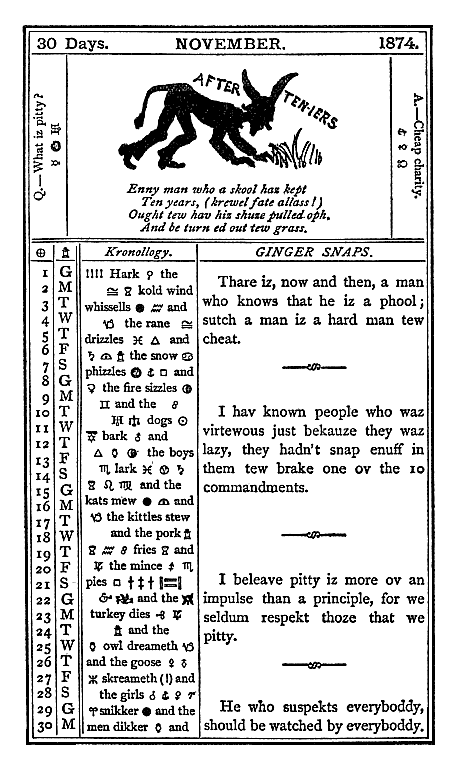 30 Days. NOVEMBER. 1874.
Q.—What iz pitty?
AFTER TEN-IERS.
A.—Cheap charity.
Enny man who a skool haz kept
Ten years, (krewel fate allass!)
Ought tew hav hiz shuze pulled oph,
And be turn ed out tew grass.
Kronollogy.
1 G !!!! Hark ♀ the
2 M ≏ kold wind
3 T whissells ● ♒ and
4 W ♑ the rane ≏
5 T drizzles ♓ △ and
6 F the snow
7 S phizzles □ and
8 G ♀ the fire sizzles
9 M ♊ and the
10 T dogs ⊙
11 W bark ♂ and
12 T △ the boys
13 F ♏ lark ♓ ♄
14 S ♌ and the
15 G kats mew ● and
16 M ♑ the kittles stew
17 T and the pork
18 W ♒ fries and
19 T the mince ♏
20 F pies □ † ‡ †
21 S and the
22 G turkey dies
23 M and the
24 T owl dreameth
25 W and the goose
26 T skreameth (!) and
27 F the girls ♂ ♀
28 S ♈ snikker ● and the
29 G men dikker and
30 M
GINGER SNAPS.
Thare iz, now and then, a man
who knows that he iz a phool;
sutch a man iz a hard man tew
cheat.
I hav known people who waz
virtewous just bekauze they waz
lazy, they hadn't snap enuff in
them tew brake one ov the 10
commandments.
I beleave pitty iz more ov an
impulse than a principle, for we
seldum respekt thoze that we
pitty.
He who suspekts everyboddy,
should be watched by everyboddy.